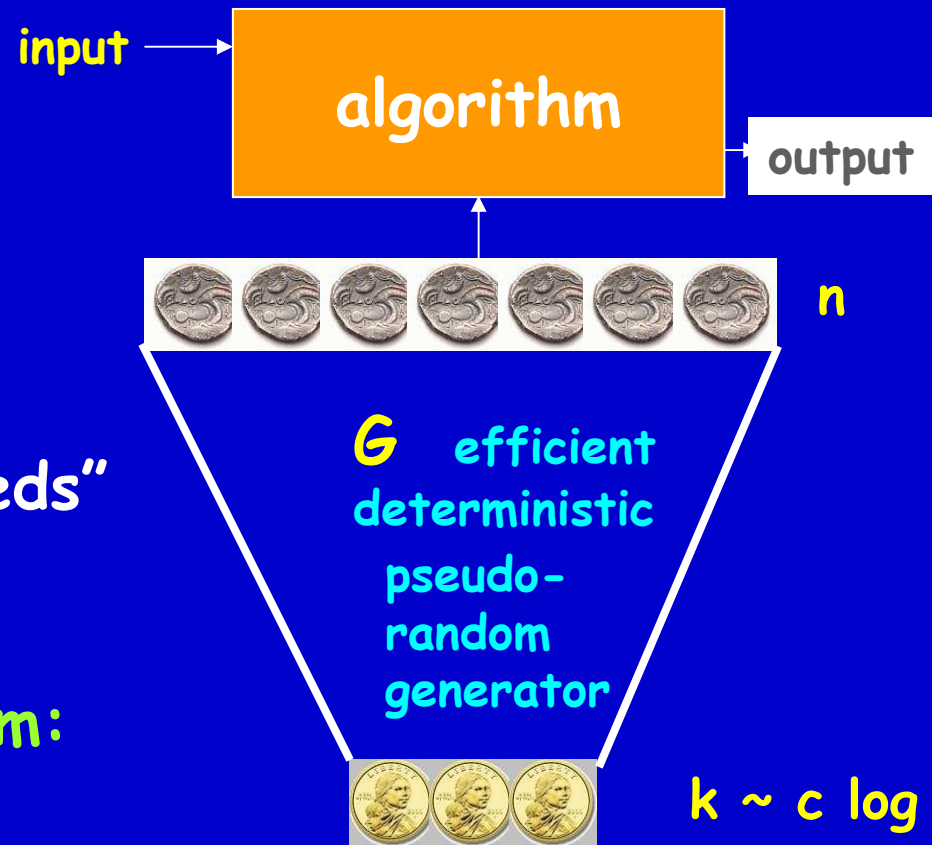 input
algorithm
output
n
G efficient
eds”
deterministic
pseudo-
random
generator
m:
k ~ c log